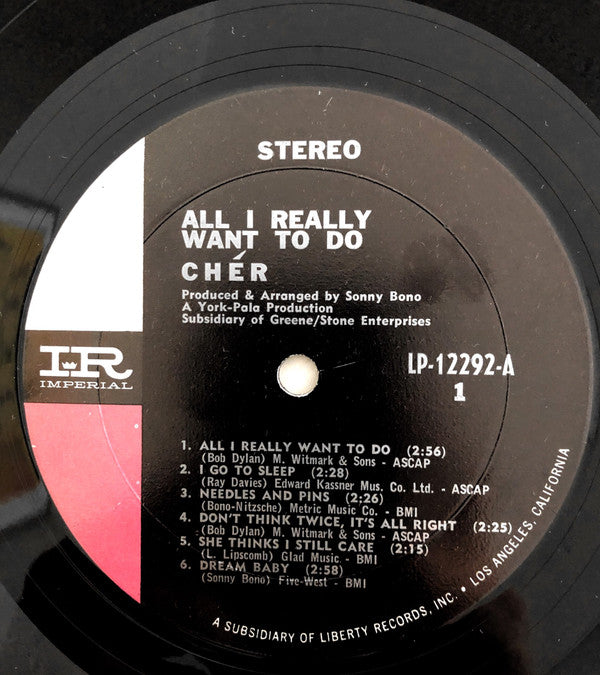 STEREO
ALL I REALLY
WANT TO DO
CHÉR
Produced & Arranged by Sonny Bono
A York-Pala Production
Subsidiary of Greene/Stone Enterprises
IR
IMPERIAL
LP-12292-A
1
1. ALL I REALLY WANT TO DO (2:56)
(Bob Dylan) M. Witmark & Sons - ASCAP
2. I GO TO SLEEP (2:28)
(Ray Davies) Edward Kassner Mus. Co. Ltd. - ASCAP
3. NEEDLES AND PINS (2:26)
(Bono-Nitzsche) Metric Music Co. - BMI
4. DON'T THINK TWICE, IT'S ALL RIGHT (2:25)
(Bob Dylan) M. Witmark & Sons - ASCAP
5. SHE THINKS I STILL CARE (2:15)
(L. Lipscomb) Glad Music - BMI
6. DREAM BABY (2:58)
(Sonny Bono) Five-West - BMI
A SUBSIDIARY OF LIBERTY RECORDS, INC. • LOS ANGELES, CALIFORNIA